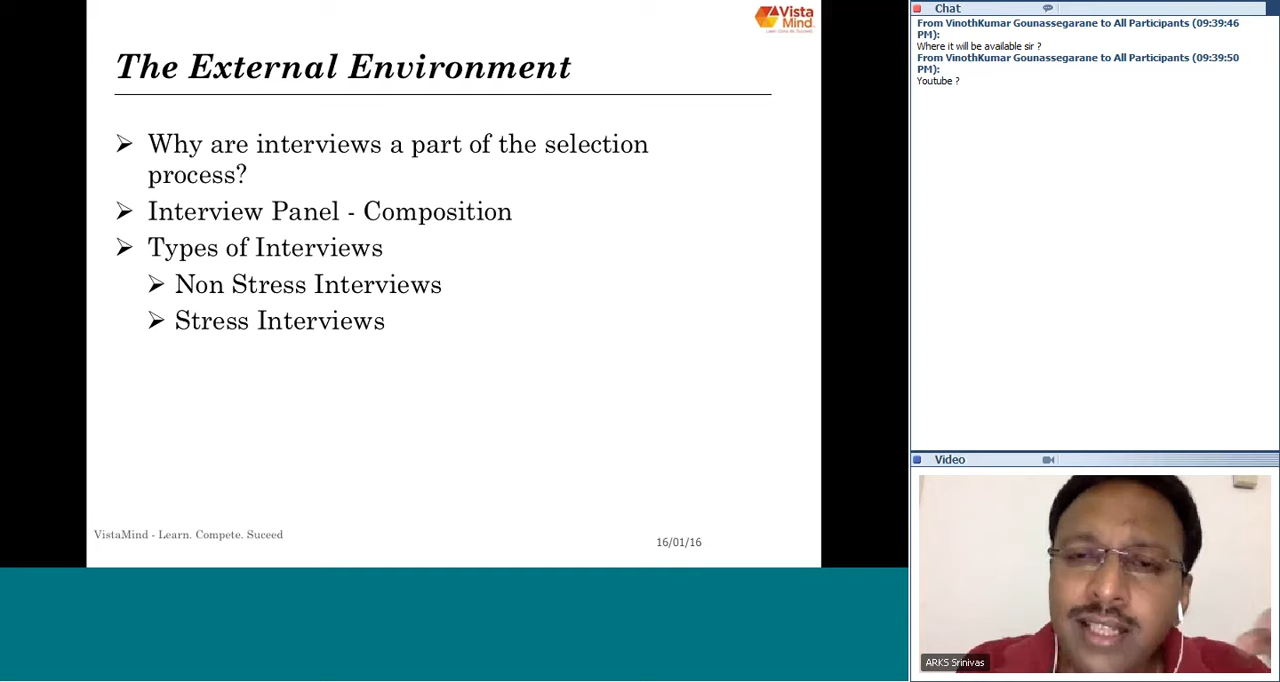 Vista
Mind
The External Environment
➢ Why are interviews a part of the selection
process?
➢ Interview Panel - Composition
➢ Types of Interviews
➢ Non Stress Interviews
➢ Stress Interviews
VistaMind - Learn. Compete. Suceed
16/01/16
Chat
From VinothKumar Gounassegarane to All Participants (09:39:46
PM):
Where it will be available sir ?
From VinothKumar Gounassegarane to All Participants (09:39:50
PM):
Youtube ?
Video
ARKS Srinivas